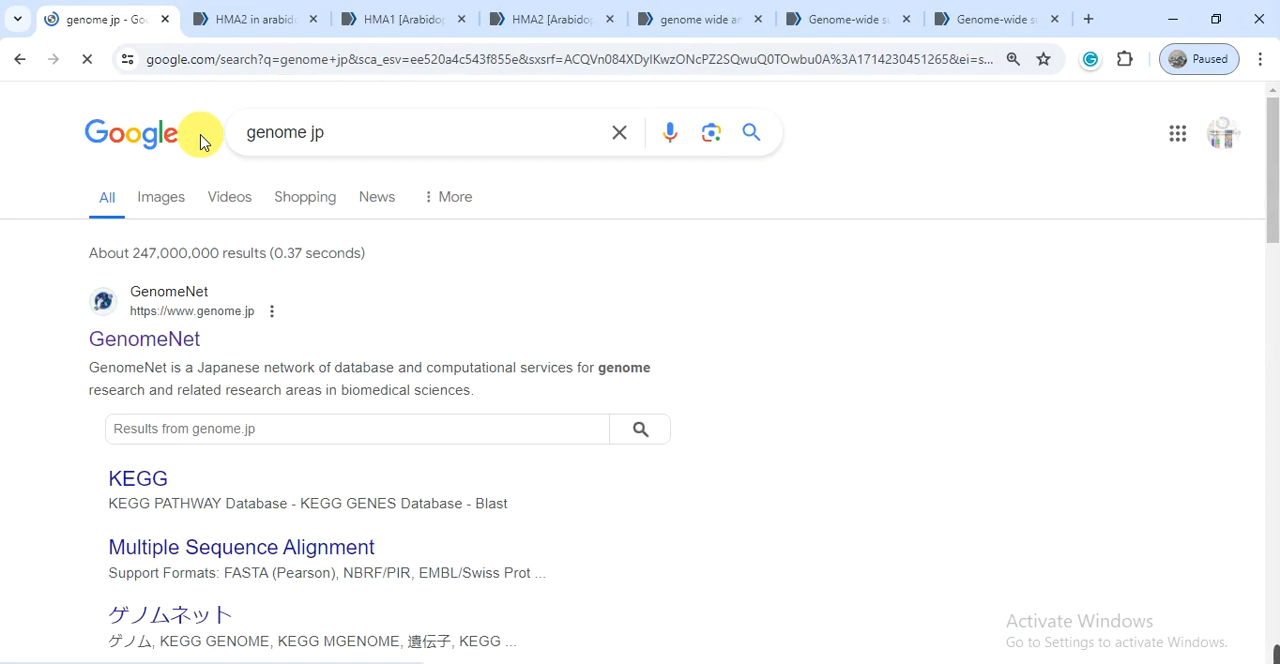 genome jp - Go
HMA2 in arabid
HMA1 [Arabidop
HMA2 [Arabidop
genome wide a
Genome-wide s
Genome-wide s
google.com/search?q=genome+jp&sca_esv=ee520a4c543f855e&sxsrf=ACQVn084XDylKwzONcPZ2SQwuQ0TOwbu0A%3A1714230451265&ei=s...
Paused
Google
genome jp
All Images Videos Shopping News More
About 247,000,000 results (0.37 seconds)
GenomeNet
https://www.genome.jp
GenomeNet
GenomeNet is a Japanese network of database and computational services for genome
research and related research areas in biomedical sciences.
Results from genome.jp
KEGG
KEGG PATHWAY Database - KEGG GENES Database - Blast
Multiple Sequence Alignment
Support Formats: FASTA (Pearson), NBRF/PIR, EMBL/Swiss Prot ...
ゲノムネット
ゲノム, KEGG GENOME, KEGG MGENOME, 遺伝子, KEGG ...
Activate Windows
Go to Settings to activate Windows.